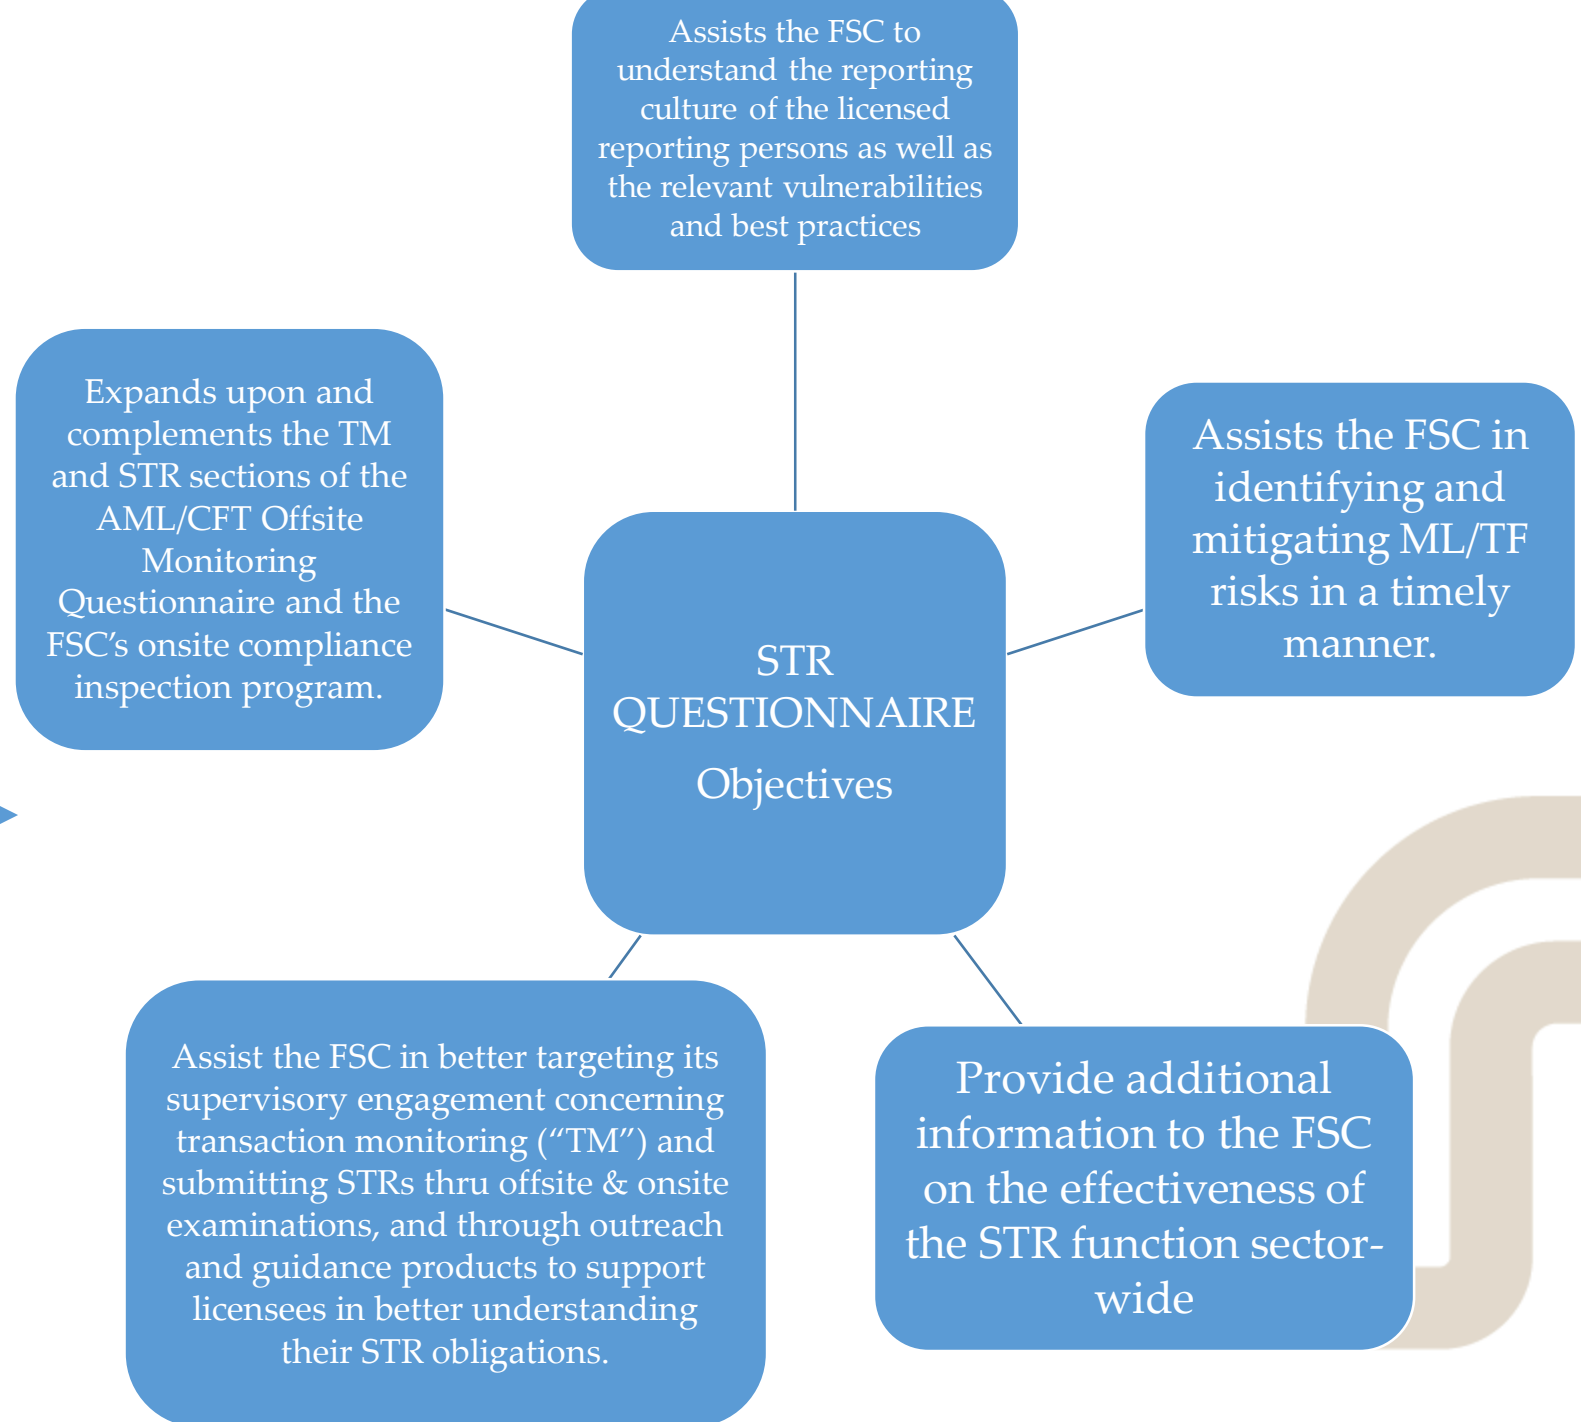 Assists the FSC to
understand the reporting
culture of the licensed
reporting persons as well as
the relevant vulnerabilities
and best practices
Expands upon and
complements the TM
and STR sections of the
AML/CFT Offsite
Monitoring
Questionnaire and the
FSC’s onsite compliance
inspection program.
Assists the FSC in
identifying and
mitigating ML/TF
risks in a timely
manner.
STR
QUESTIONNAIRE
Objectives
Assist the FSC in better targeting its
supervisory engagement concerning
transaction monitoring (“TM”) and
submitting STRs thru offsite & onsite
examinations, and through outreach
and guidance products to support
licensees in better understanding
their STR obligations.
Provide additional
information to the FSC
on the effectiveness of
the STR function sector-
wide